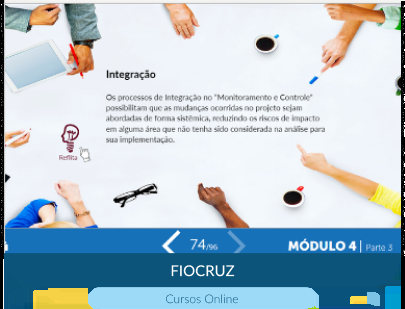 Integração
Os processos de Integração no "Monitoramento e Controle"
possibilitam que as mudanças ocorridas no projeto sejam
abordadas de forma sistêmica, reduzindo os riscos de impacto
em alguma área que não tenha sido considerada na análise para
sua implementação.
Reflita
74/96
MÓDULO 4 | Parte 3
FIOCRUZ
Cursos Online